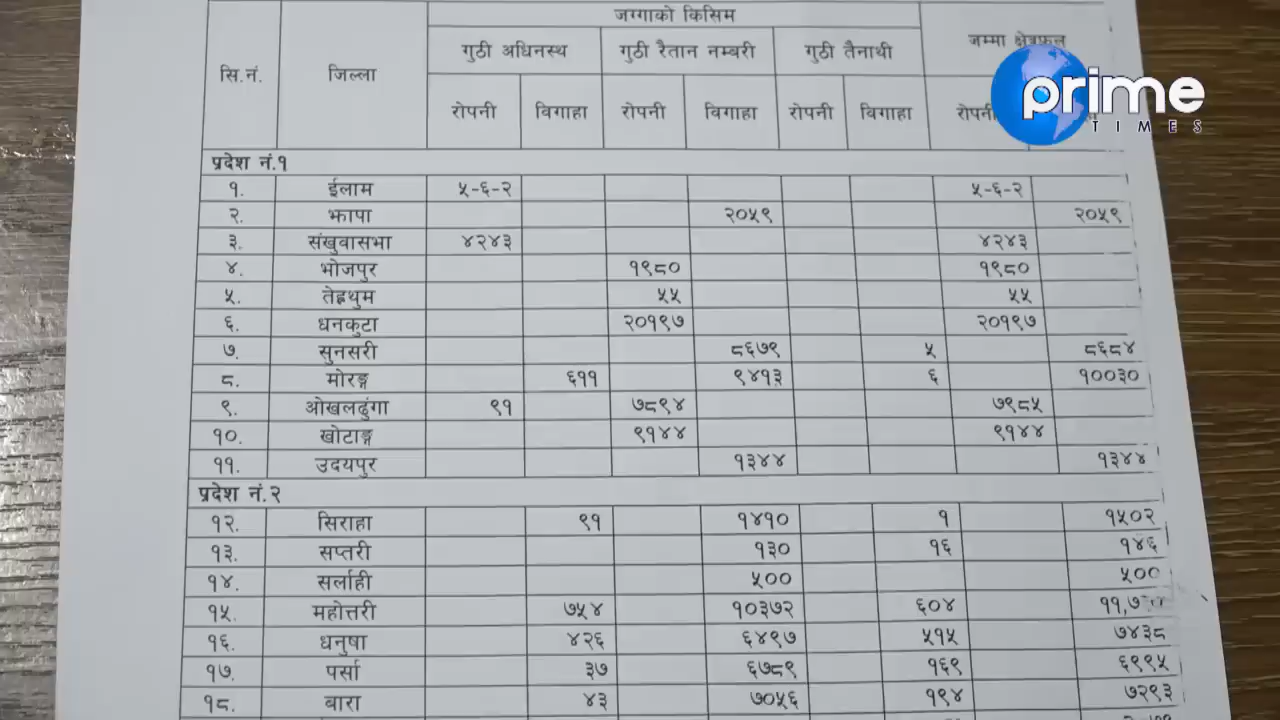 जग्गाको किसिम
सि.नं. जिल्ला गुठी अधिनस्थ गुठी रैतान नम्बरी गुठी तैनाथी जम्मा क्षेत्रफल
रोपनी विगाहा रोपनी विगाहा रोपनी विगाहा रोपनी
prime
TIMES
प्रदेश नं.१
१. ईलाम ५-६-२ ५-६-२
२. झापा २०५९ २०५९
३. संखुवासभा ४२४३ ४२४३
४. भोजपुर १९८० १९८०
५. तेह्रथुम ५५ ५५
६. धनकुटा २०१९७ २०१९७
७. सुनसरी ८६७९ ५ ८६८४
८. मोरङ्ग ६११ ९४१३ ६ १००३०
९. ओखलढुंगा ९१ ७८९४ ७९८५
१०. खोटाङ्ग ९१४४ ९१४४
११. उदयपुर १३४४ १३४४
प्रदेश नं.२
१२. सिराहा ९१ १४१० १ १५०२
१३. सप्तरी १३० १६ १४६
१४. सर्लाही ५०० ५००
१५. महोत्तरी ७५४ १०३७२ ६०४
१६. धनुषा ४२६ ६४९७ ५१५ ७४३८
१७. पर्सा ३७ ६७८९ १६९ ६९९५
१८. बारा ४३ ७०५६ १९४ ७२९३